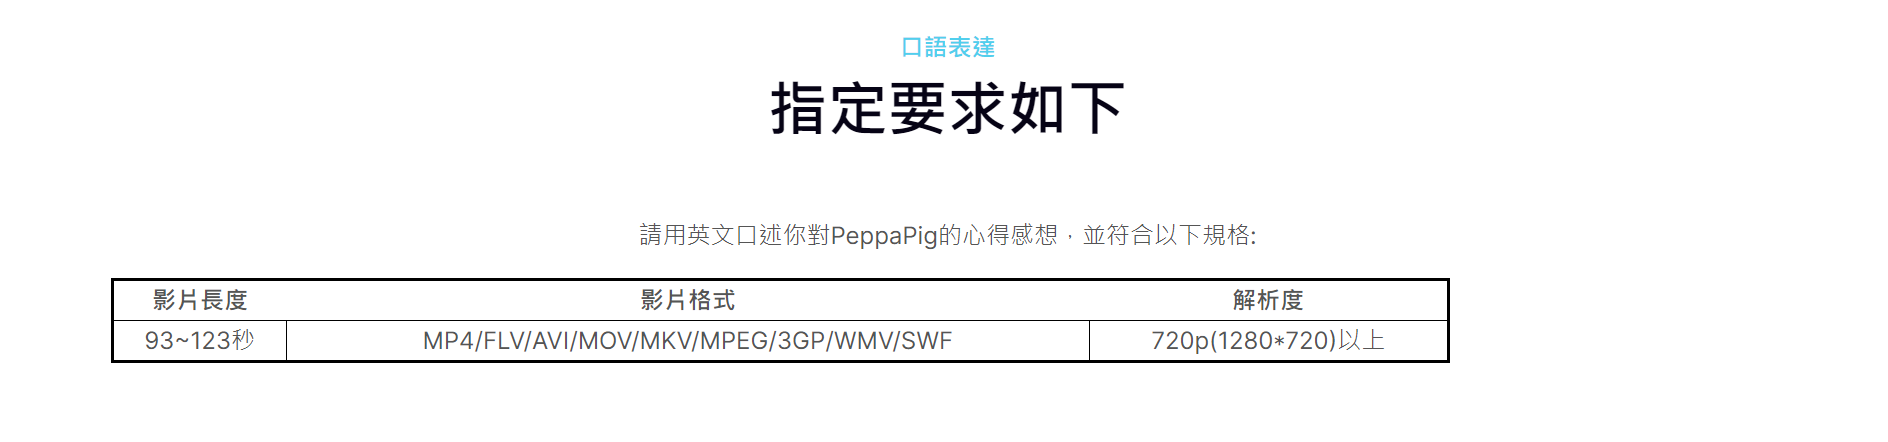 口語表達
指定要求如下
請用英文口述你對PeppaPig的心得感想，並符合以下規格:
影片長度 影片格式 解析度
93~123秒 MP4/FLV/AVI/MOV/MKV/MPEG/3GP/WMV/SWF 720p(1280*720)以上